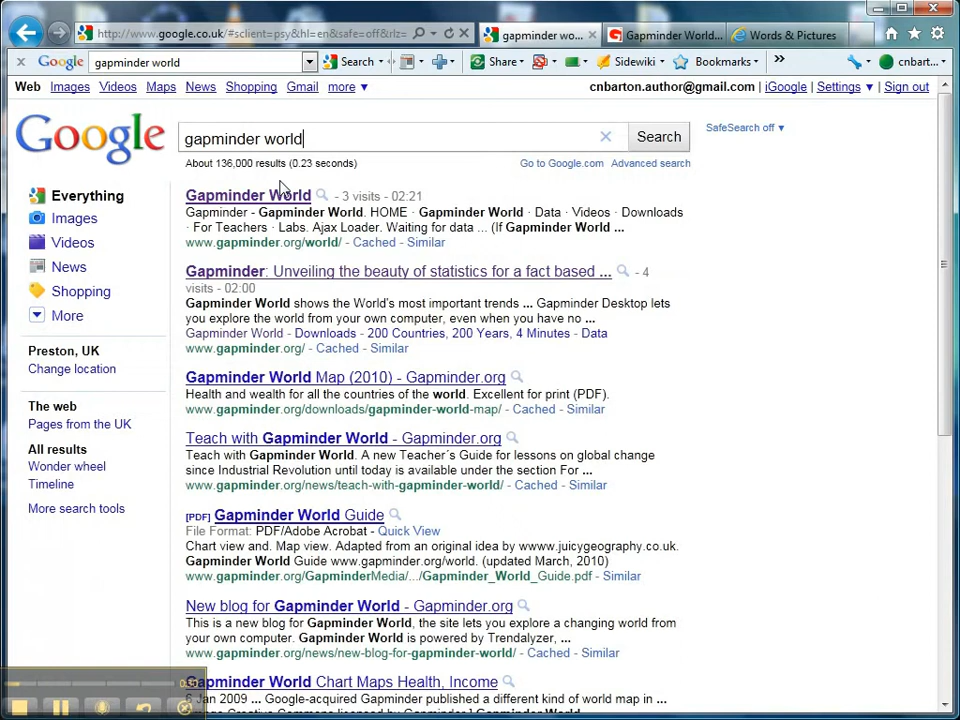 http://www.google.co.uk/#sclient=psy&hl=en&safe=off&rlz=
gapminder wo...
Gapminder World...
Words & Pictures
Google
gapminder world
Search
Share
Sidewiki
Bookmarks
cnbart...
Web Images Videos Maps News Shopping Gmail more
cnbarton.author@gmail.com | iGoogle | Settings | Sign out
Google
gapminder world
Search
SafeSearch off
About 136,000 results (0.23 seconds)
Go to Google.com Advanced search
Everything
Images
Videos
News
Shopping
More
Preston, UK
Change location
The web
Pages from the UK
All results
Wonder wheel
Timeline
More search tools
Gapminder World - 3 visits - 02:21
Gapminder - Gapminder World. HOME · Gapminder World · Data · Videos · Downloads
· For Teachers · Labs. Ajax Loader. Waiting for data ... (If Gapminder World ...
www.gapminder.org/world/ - Cached - Similar
Gapminder: Unveiling the beauty of statistics for a fact based ... - 4
visits - 02:00
Gapminder World shows the World's most important trends ... Gapminder Desktop lets
you explore the world from your own computer, even when you have no ...
Gapminder World - Downloads - 200 Countries, 200 Years, 4 Minutes - Data
www.gapminder.org/ - Cached - Similar
Gapminder World Map (2010) - Gapminder.org
Health and wealth for all the countries of the world. Excellent for print (PDF).
www.gapminder.org/downloads/gapminder-world-map/ - Cached - Similar
Teach with Gapminder World - Gapminder.org
Teach with Gapminder World. A new Teacher´s Guide for lessons on global change
since Industrial Revolution until today is available under the section For ...
www.gapminder.org/news/teach-with-gapminder-world/ - Cached - Similar
[PDF] Gapminder World Guide
File Format: PDF/Adobe Acrobat - Quick View
Chart view and. Map view. Adapted from an original idea by wwww.juicygeography.co.uk.
Gapminder World Guide www.gapminder.org/world. (updated March, 2010)
www.gapminder.org/GapminderMedia/.../Gapminder_World_Guide.pdf - Similar
New blog for Gapminder World - Gapminder.org
This is a new blog for Gapminder World, the site lets you explore a changing world from
your own computer. Gapminder World is powered by Trendalyzer, ...
www.gapminder.org/news/new-blog-for-gapminder-world/ - Cached - Similar
Gapminder World Chart Maps Health, Income
6 Jan 2009 ... Google-acquired Gapminder published a different kind of world map in ...